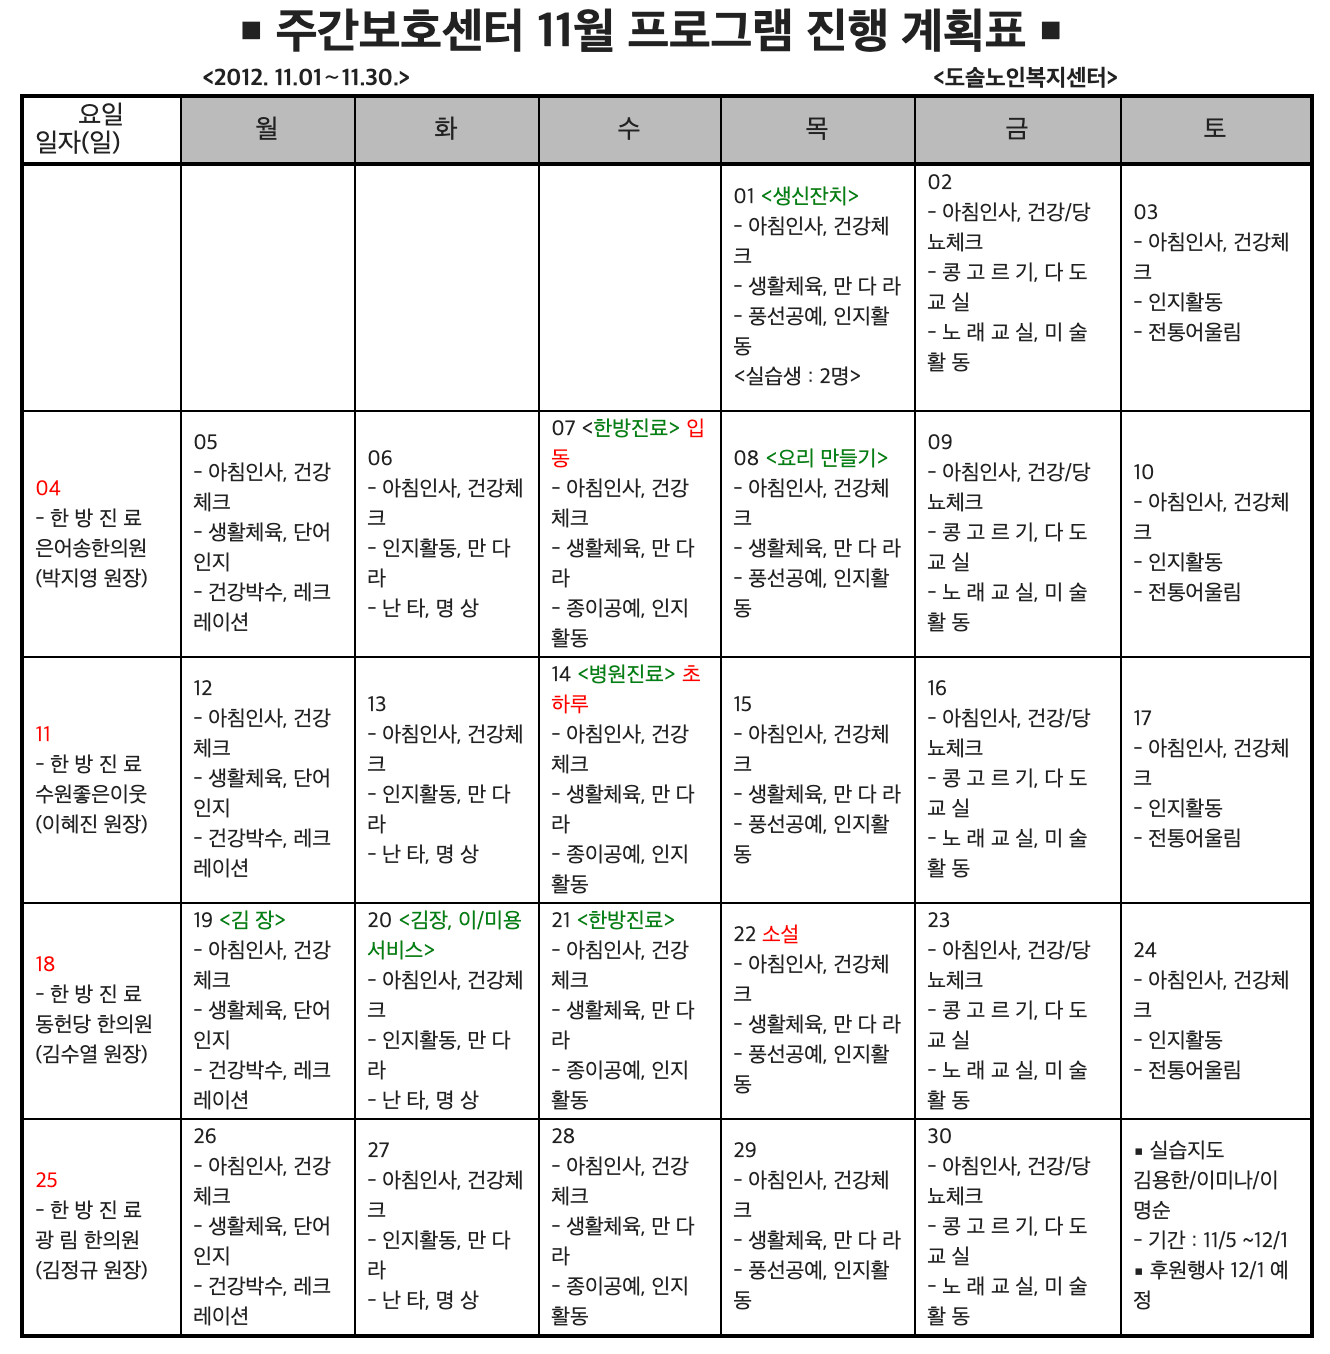 ▪ 주간보호센터 11월 프로그램 진행 계획표 ▪
<2012. 11.01~11.30.>
<도솔노인복지센터>
요일
일자(일)
월
화
수
목
금
토
01 <생신잔치>
- 아침인사, 건강체
크
- 생활체육, 만 다 라
- 풍선공예, 인지활
동
<실습생 : 2명>
02
- 아침인사, 건강/당
뇨체크
- 콩 고 르 기, 다 도
교 실
- 노 래 교 실, 미 술
활 동
03
- 아침인사, 건강체
크
- 인지활동
- 전통어울림
04
- 한 방 진 료
은어송한의원
(박지영 원장)
05
- 아침인사, 건강
체크
- 생활체육, 단어
인지
- 건강박수, 레크
레이션
06
- 아침인사, 건강체
크
- 인지활동, 만 다
라
- 난 타, 명 상
07 <한방진료> 입
동
- 아침인사, 건강
체크
- 생활체육, 만 다
라
- 종이공예, 인지
활동
08 <요리 만들기>
- 아침인사, 건강체
크
- 생활체육, 만 다 라
- 풍선공예, 인지활
동
09
- 아침인사, 건강/당
뇨체크
- 콩 고 르 기, 다 도
교 실
- 노 래 교 실, 미 술
활 동
10
- 아침인사, 건강체
크
- 인지활동
- 전통어울림
11
- 한 방 진 료
수원좋은이웃
(이혜진 원장)
12
- 아침인사, 건강
체크
- 생활체육, 단어
인지
- 건강박수, 레크
레이션
13
- 아침인사, 건강체
크
- 인지활동, 만 다
라
- 난 타, 명 상
14 <병원진료> 초
하루
- 아침인사, 건강
체크
- 생활체육, 만 다
라
- 종이공예, 인지
활동
15
- 아침인사, 건강체
크
- 생활체육, 만 다 라
- 풍선공예, 인지활
동
16
- 아침인사, 건강/당
뇨체크
- 콩 고 르 기, 다 도
교 실
- 노 래 교 실, 미 술
활 동
17
- 아침인사, 건강체
크
- 인지활동
- 전통어울림
18
- 한 방 진 료
동헌당 한의원
(김수열 원장)
19 <김 장>
- 아침인사, 건강
체크
- 생활체육, 단어
인지
- 건강박수, 레크
레이션
20 <김장, 이/미용
서비스>
- 아침인사, 건강체
크
- 인지활동, 만 다
라
- 난 타, 명 상
21 <한방진료>
- 아침인사, 건강
체크
- 생활체육, 만 다
라
- 종이공예, 인지
활동
22 소설
- 아침인사, 건강체
크
- 생활체육, 만 다 라
- 풍선공예, 인지활
동
23
- 아침인사, 건강/당
뇨체크
- 콩 고 르 기, 다 도
교 실
- 노 래 교 실, 미 술
활 동
24
- 아침인사, 건강체
크
- 인지활동
- 전통어울림
25
- 한 방 진 료
광 림 한의원
(김정규 원장)
26
- 아침인사, 건강
체크
- 생활체육, 단어
인지
- 건강박수, 레크
레이션
27
- 아침인사, 건강체
크
- 인지활동, 만 다
라
- 난 타, 명 상
28
- 아침인사, 건강
체크
- 생활체육, 만 다
라
- 종이공예, 인지
활동
29
- 아침인사, 건강체
크
- 생활체육, 만 다 라
- 풍선공예, 인지활
동
30
- 아침인사, 건강/당
뇨체크
- 콩 고 르 기, 다 도
교 실
- 노 래 교 실, 미 술
활 동
▪ 실습지도
김용한/이미나/이
명순
- 기간 : 11/5 ~12/1
▪ 후원행사 12/1 예
정